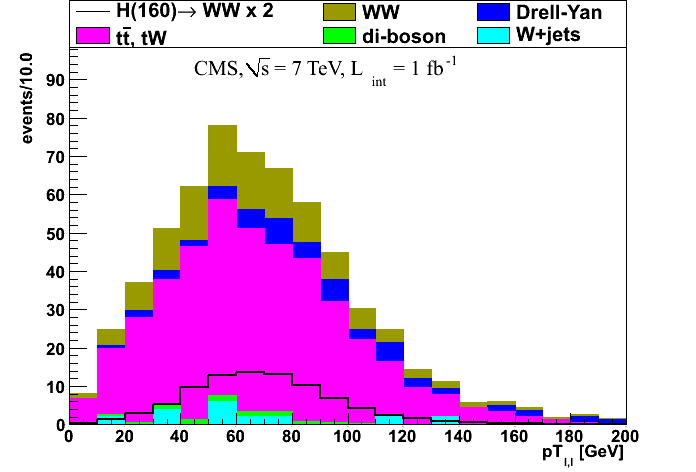 H(160)→ WW x 2
WW
Drell-Yan
tt̄, tW
di-boson
W+jets
CMS, √s = 7 TeV, L int = 1 fb⁻¹
events/10.0
90
80
70
60
50
40
30
20
10
0
0 20 40 60 80 100 120 140 160 180 200
pT l,l [GeV]